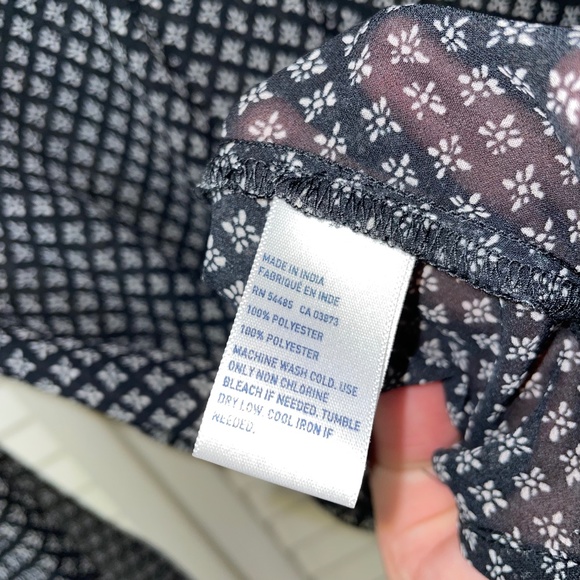 MADE IN INDIA
FABRIQUÉ EN INDE
RN 54485 CA 03873
100% POLYESTER
100% POLYESTER
MACHINE WASH COLD. USE
ONLY NON CHLORINE
BLEACH IF NEEDED. TUMBLE
DRY LOW. COOL IRON IF
NEEDED.